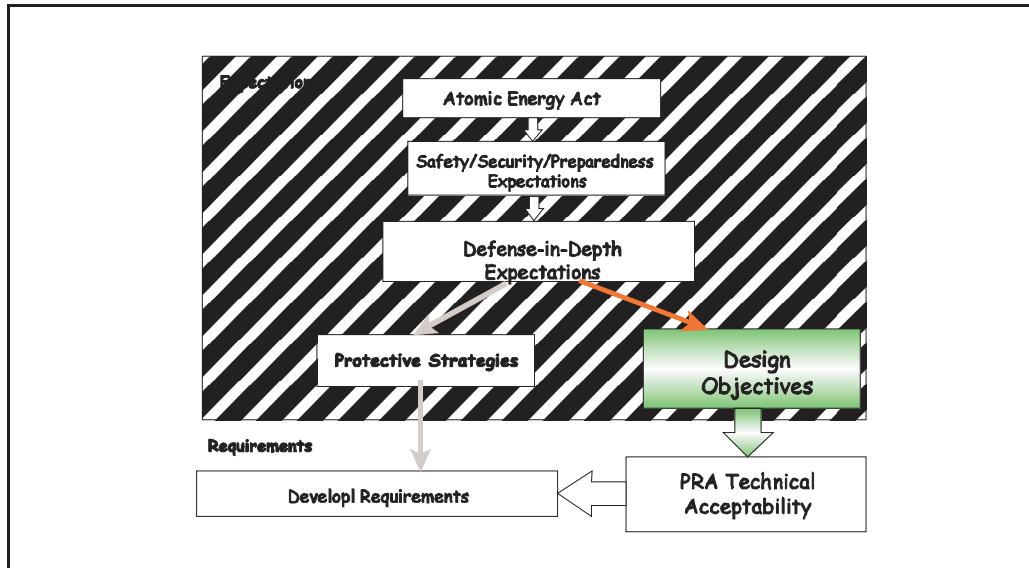 Atomic Energy Act
Safety/Security/Preparedness
Expectations
Defense-in-Depth
Expectations
Protective Strategies
Design
Objectives
Requirements
Developl Requirements
PRA Technical
Acceptability